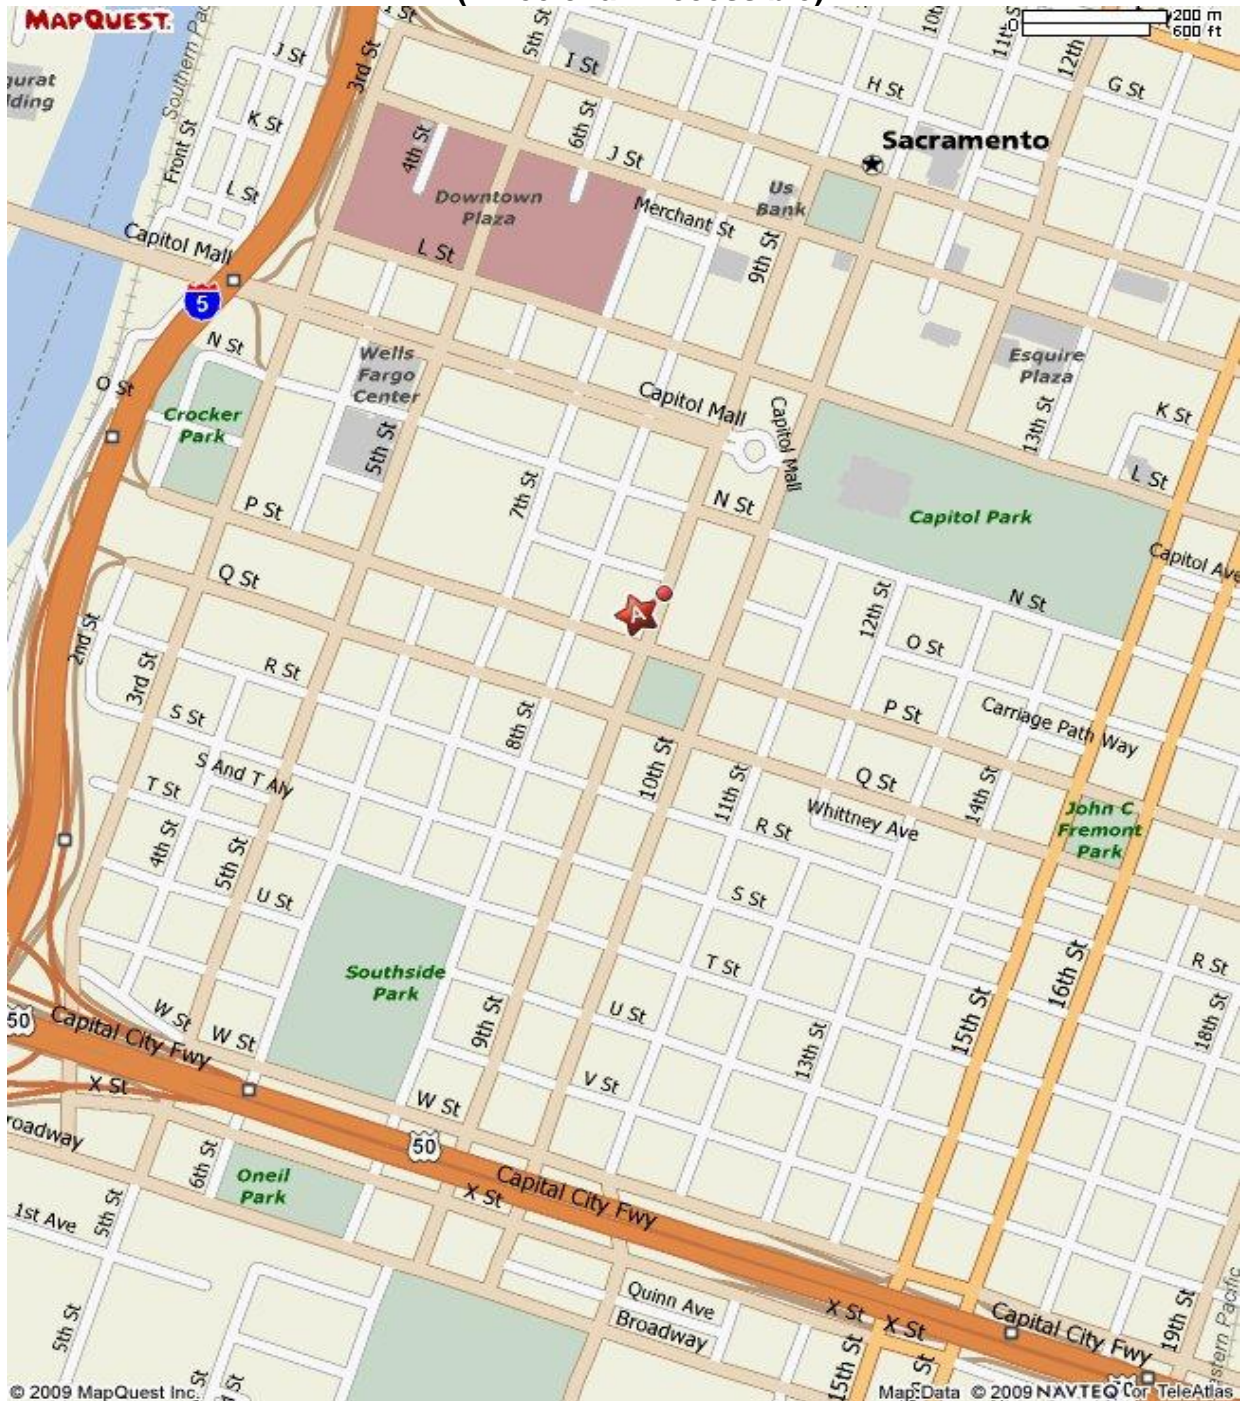 MAPQUEST.
0
200 m
600 ft
I St
5th St
11th
12th
3rd St
J St
I St
H St
G St
Southern Pac
K St
Front St
6th St
4th St
J St
Sacramento
L St
Downtown
Plaza
Us
Bank
Merchant St
Capitol Mall
L St
9th St
5
N St
Wells
Fargo
Center
Esquire
Plaza
O St
Crocker
Park
Capitol Mall
Capitol Mall
K St
13th St
5th St
L St
P St
7th St
N St
Capitol Park
Capitol Ave
Q St
A
12th St
N St
2nd St
O St
3rd St
R St
P St
Carriage Path Way
S St
8th St
10th St
S And T Aly
T St
11th St
Q St
14th St
Whittney Ave
John C
Fremont
Park
4th St
5th St
R St
U St
S St
T St
R St
Southside
Park
16th St
15th St
18th St
9th St
U St
13th St
50
Capital City Fwy
W St
W St
X St
V St
W St
roadway
50
6th St
Oneil
Park
X St
Capital City Fwy
1st Ave
5th St
Quinn Ave
Broadway
X St
X St
Capital City Fwy
19th St
5th St
15th St
© 2009 MapQuest Inc.
Map Data © 2009 NAVTEQ or TeleAtlas